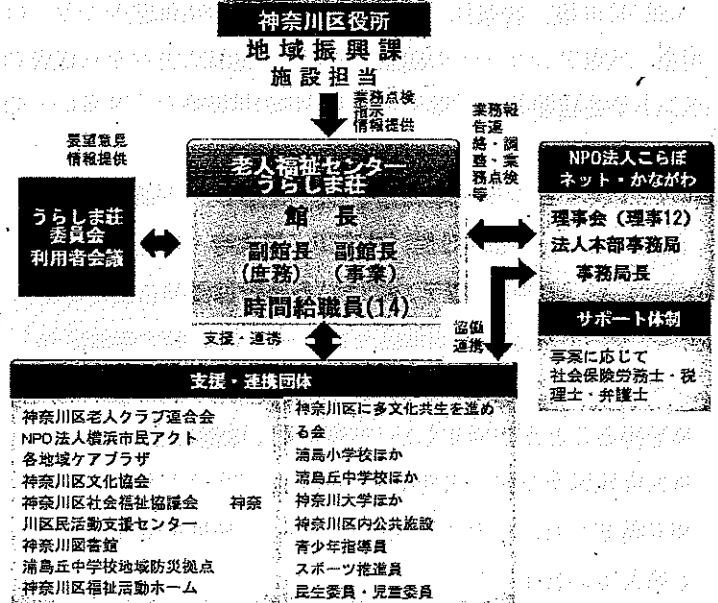 神奈川区役所
地域振興課
施設担当
業務点検
指示
情報提供
要望意見
情報提供
業務報
告連
絡・調
整、業
務点検
等
老人福祉センター
うらしま荘
館 長
副館長 副館長
(庶務) (事業)
時間給職員(14)
うらしま荘
委員会
利用者会議
NPO法人こらぼ
ネット・かながわ
理事会（理事12）
法人本部事務局
事務局長
サポート体制
事案に応じて
社会保険労務士・税
理士・弁護士
支援・連携
協働
連携
支援・連携団体
神奈川区老人クラブ連合会
NPO法人横浜市民アクト
各地域ケアプラザ
神奈川区文化協会
神奈川区社会福祉協議会 神奈
川区民活動支援センター
神奈川図書館
浦島丘中学校地域防災拠点
神奈川区福祉活動ホーム
神奈川区に多文化共生を進め
る会
浦島小学校ほか
浦島丘中学校ほか
神奈川大学ほか
神奈川区内公共施設
青少年指導員
スポーツ推進員
民生委員・児童委員